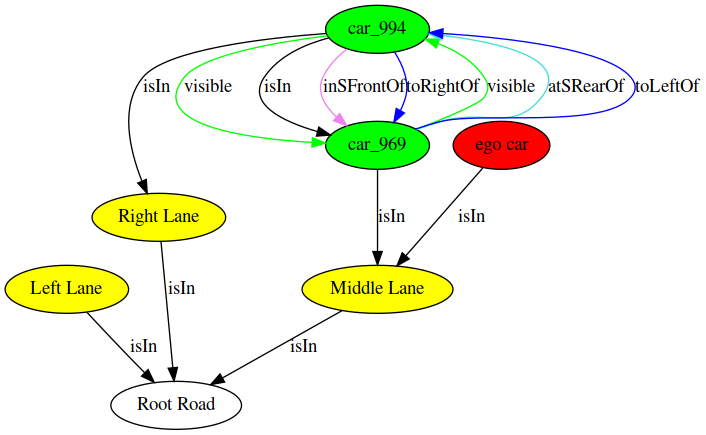 car_994
isIn
visible
isIn
inSFrontOf
toRightOf
visible
atSRearOf
toLeftOf
car_969
ego car
Right Lane
isIn
isIn
Left Lane
isIn
Middle Lane
isIn
isIn
Root Road